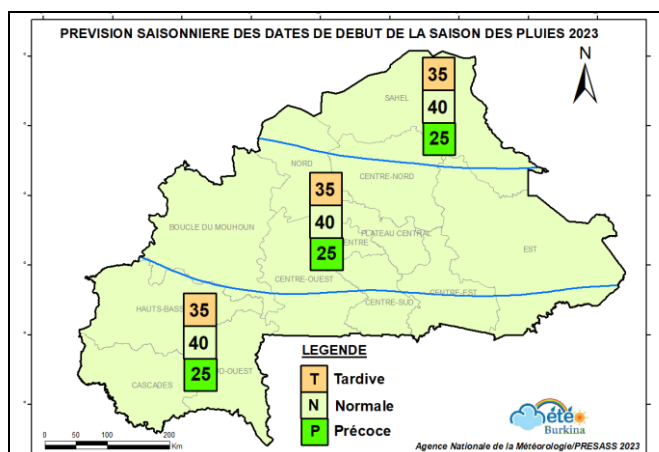 PREVISION SAISONNIERE DES DATES DE DEBUT DE LA SAISON DES PLUIES 2023
N
35
SAHEL
40
25
NORD
CENTRE-NORD
35
40
BOUCLE DU MOUHOUN
PLATEAU CENTRAL
25
EST
CENTRE-OUEST
CENTRE-EST
CENTRE-SUD
35
40
25
CASCADES
LEGENDE
T Tardive
N Normale
P Précoce
0 50 100 200
Km
été
Burkina
Agence Nationale de la Météorologie/PRESASS 2023